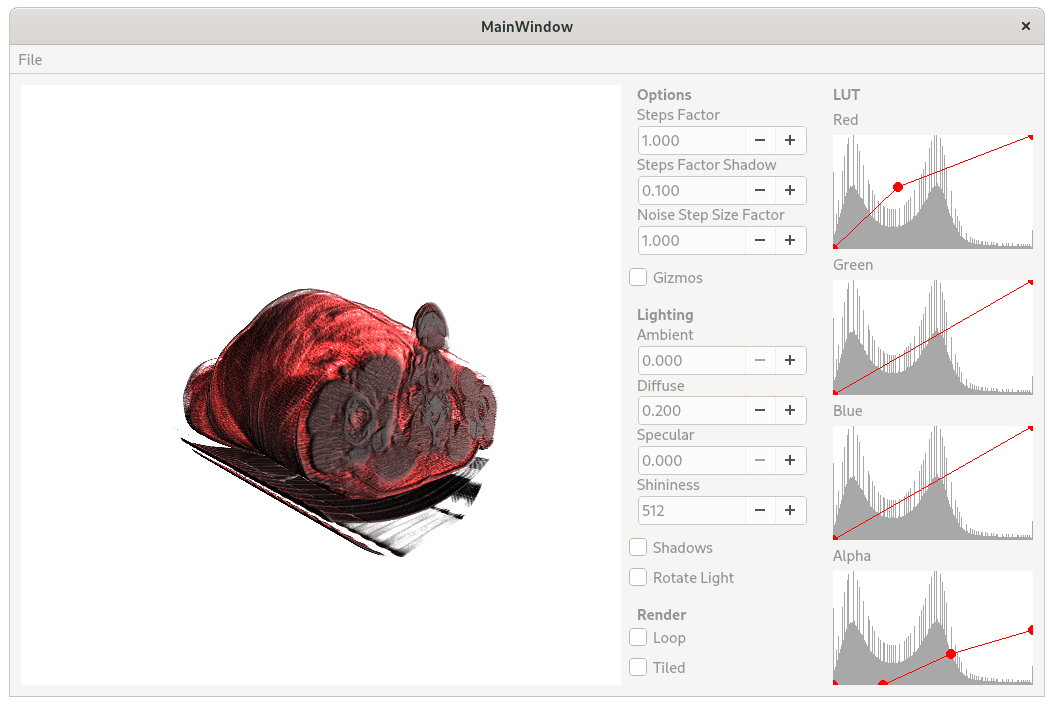 MainWindow
File
Options
Steps Factor
1.000
Steps Factor Shadow
0.100
Noise Step Size Factor
1.000
Gizmos
Lighting
Ambient
0.000
Diffuse
0.200
Specular
0.000
Shininess
512
Shadows
Rotate Light
Render
Loop
Tiled
LUT
Red
Green
Blue
Alpha